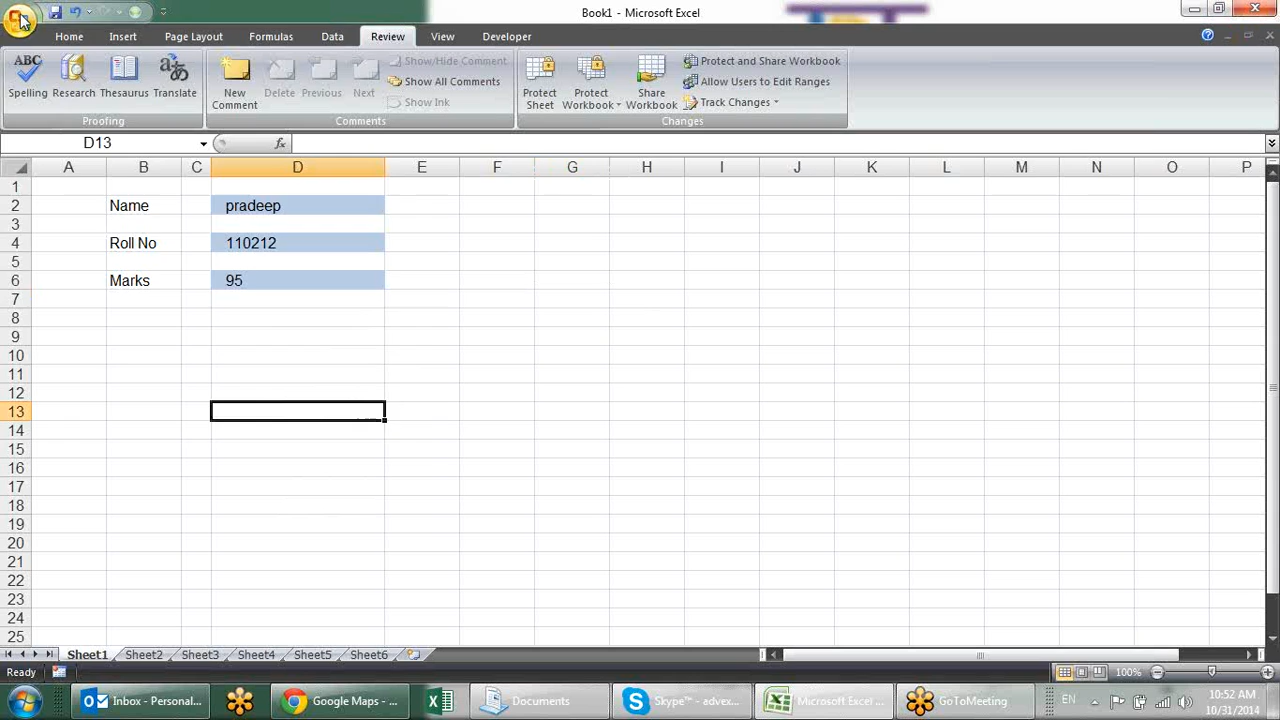 Book1 - Microsoft Excel
Home Insert Page Layout Formulas Data Review View Developer
ABC
Spelling Research Thesaurus Translate
Proofing
New Comment Delete Previous Next
Show/Hide Comment
Show All Comments
Show Ink
Comments
Protect Sheet Protect Workbook Share Workbook
Protect and Share Workbook
Allow Users to Edit Ranges
Track Changes
Changes
D13 fx
A B C D E F G H I J K L M N O P
1
2 Name pradeep
3
4 Roll No 110212
5
6 Marks 95
7
8
9
10
11
12
13
14
15
16
17
18
19
20
21
22
23
24
25
Sheet1 Sheet2 Sheet3 Sheet4 Sheet5 Sheet6
Ready 100%
Inbox - Personal... Google Maps - ... Documents Skype™ - advex... Microsoft Excel ... GoToMeeting EN 10:52 AM
10/31/2014